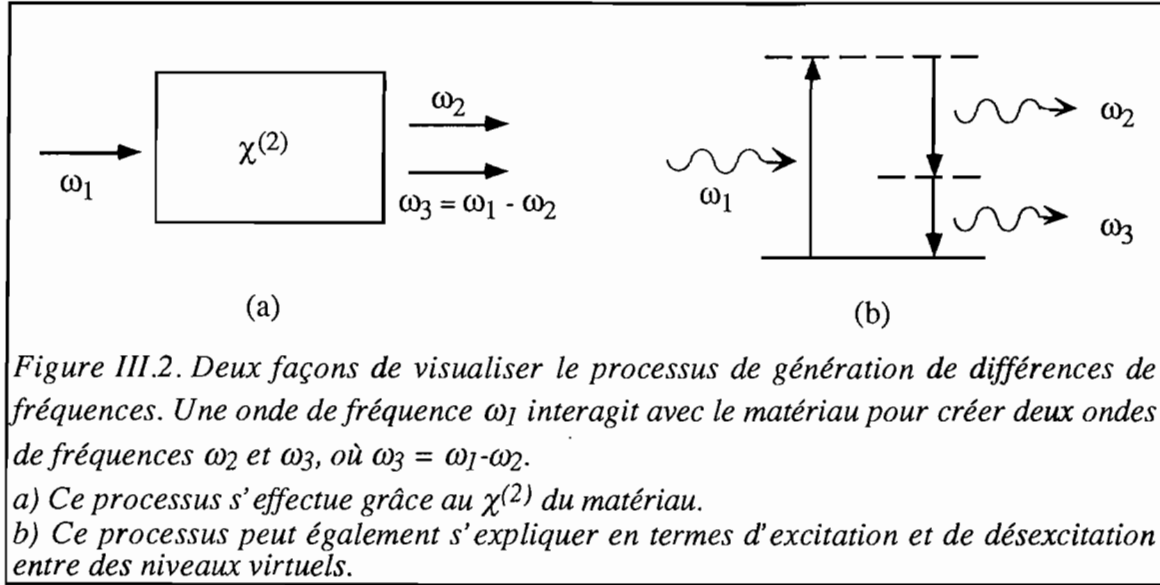 ω₁
χ⁽²⁾
ω₂
ω₃ = ω₁ - ω₂
(a)
ω₁
ω₂
ω₃
(b)
Figure III.2. Deux façons de visualiser le processus de génération de différences de
fréquences. Une onde de fréquence ω₁ interagit avec le matériau pour créer deux ondes
de fréquences ω₂ et ω₃, où ω₃ = ω₁-ω₂.
a) Ce processus s'effectue grâce au χ⁽²⁾ du matériau.
b) Ce processus peut également s'expliquer en termes d'excitation et de désexcitation
entre des niveaux virtuels.